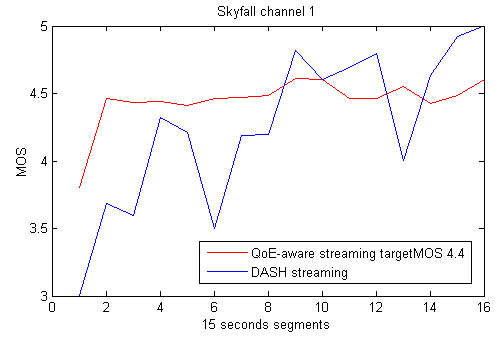 Skyfall channel 1
5
4.5
4
3.5
3
MOS
QoE-aware streaming targetMOS 4.4
DASH streaming
0 2 4 6 8 10 12 14 16
15 seconds segments